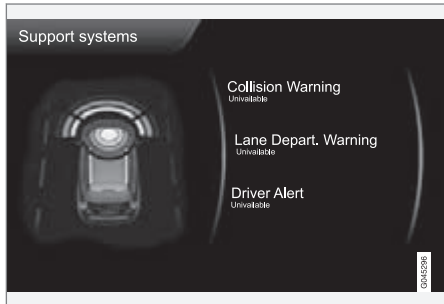 Support systems
Collision Warning
Univailable
Lane Depart. Warning
Univailable
Driver Alert
Univailable
G045296